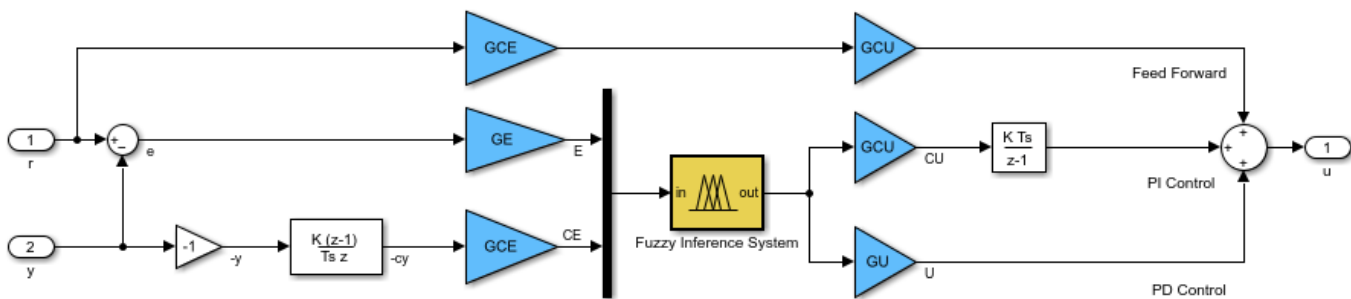 GCE
GCU
Feed Forward
1
r
+
−
e
GE
E
GCU
CU
K Ts
z-1
PI Control
+
+
+
1
u
in
out
Fuzzy Inference System
2
y
-1
-y
K (z-1)
Ts z
-cy
GCE
CE
GU
U
PD Control